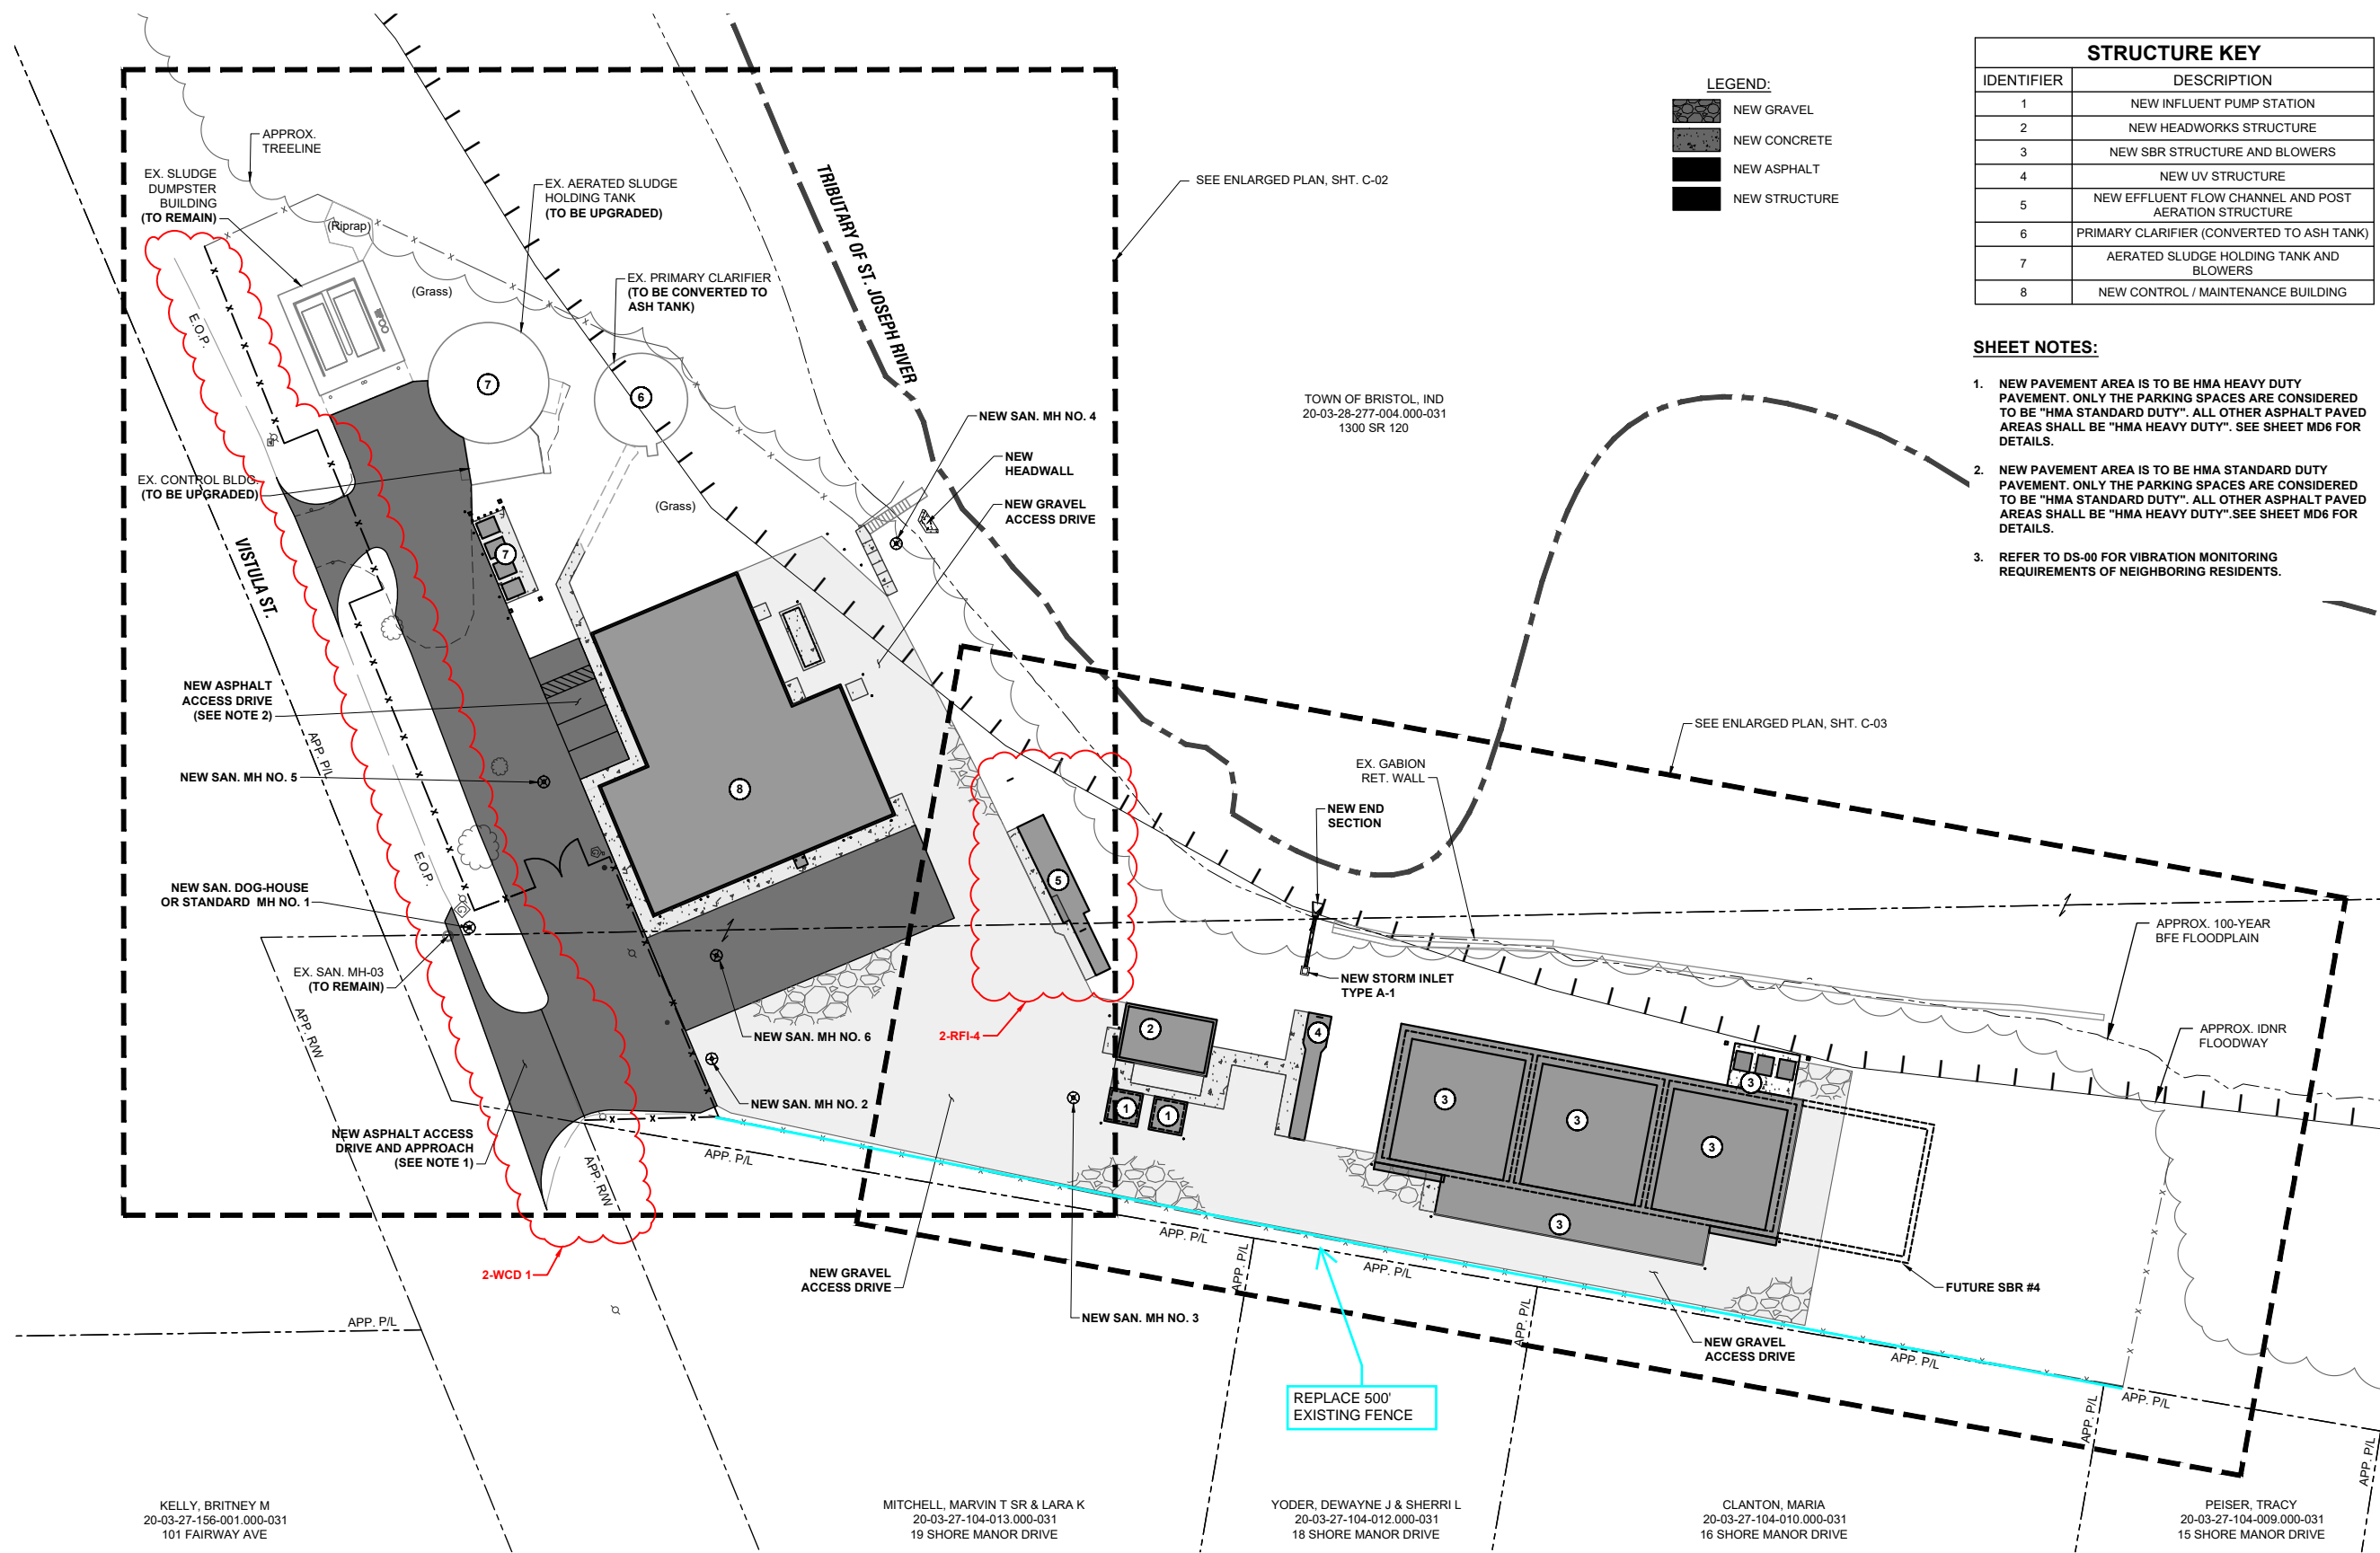 STRUCTURE KEY
IDENTIFIER DESCRIPTION
1 NEW INFLUENT PUMP STATION
2 NEW HEADWORKS STRUCTURE
3 NEW SBR STRUCTURE AND BLOWERS
4 NEW UV STRUCTURE
5 NEW EFFLUENT FLOW CHANNEL AND POST
AERATION STRUCTURE
6 PRIMARY CLARIFIER (CONVERTED TO ASH TANK)
7 AERATED SLUDGE HOLDING TANK AND
BLOWERS
8 NEW CONTROL / MAINTENANCE BUILDING
LEGEND:
NEW GRAVEL
NEW CONCRETE
NEW ASPHALT
NEW STRUCTURE
SHEET NOTES:
1. NEW PAVEMENT AREA IS TO BE HMA HEAVY DUTY
PAVEMENT. ONLY THE PARKING SPACES ARE CONSIDERED
TO BE "HMA STANDARD DUTY". ALL OTHER ASPHALT PAVED
AREAS SHALL BE "HMA HEAVY DUTY". SEE SHEET MD6 FOR
DETAILS.
2. NEW PAVEMENT AREA IS TO BE HMA STANDARD DUTY
PAVEMENT. ONLY THE PARKING SPACES ARE CONSIDERED
TO BE "HMA STANDARD DUTY". ALL OTHER ASPHALT PAVED
AREAS SHALL BE "HMA HEAVY DUTY".SEE SHEET MD6 FOR
DETAILS.
3. REFER TO DS-00 FOR VIBRATION MONITORING
REQUIREMENTS OF NEIGHBORING RESIDENTS.
APPROX.
TREELINE
EX. SLUDGE
DUMPSTER
BUILDING
(TO REMAIN)
(Riprap)
EX. AERATED SLUDGE
HOLDING TANK
(TO BE UPGRADED)
(Grass)
EX. PRIMARY CLARIFIER
(TO BE CONVERTED TO
ASH TANK)
TRIBUTARY OF ST. JOSEPH RIVER
SEE ENLARGED PLAN, SHT. C-02
E.O.P.
7
6
TOWN OF BRISTOL, IND
20-03-28-277-004.000-031
1300 SR 120
NEW SAN. MH NO. 4
NEW
HEADWALL
NEW GRAVEL
ACCESS DRIVE
EX. CONTROL BLDG.
(TO BE UPGRADED)
(Grass)
7
VISTULA ST.
NEW ASPHALT
ACCESS DRIVE
(SEE NOTE 2)
APP. P/L
NEW SAN. MH NO. 5
8
SEE ENLARGED PLAN, SHT. C-03
EX. GABION
RET. WALL
NEW END
SECTION
E.O.P.
5
NEW SAN. DOG-HOUSE
OR STANDARD MH NO. 1
EX. SAN. MH-03
(TO REMAIN)
APPROX. 100-YEAR
BFE FLOODPLAIN
NEW STORM INLET
TYPE A-1
APP. R/W
NEW SAN. MH NO. 6
2-RFI-4
2
4
APPROX. IDNR
FLOODWAY
NEW SAN. MH NO. 2
1
1
3
3
3
3
3
NEW ASPHALT ACCESS
DRIVE AND APPROACH
(SEE NOTE 1)
APP. P/L
APP. R/W
2-WCD 1
NEW GRAVEL
ACCESS DRIVE
APP. P/L
APP. P/L
APP. P/L
NEW SAN. MH NO. 3
FUTURE SBR #4
APP. P/L
APP. P/L
NEW GRAVEL
ACCESS DRIVE
APP. P/L
REPLACE 500'
EXISTING FENCE
APP. P/L
APP. P/L
APP. P/L
KELLY, BRITNEY M
20-03-27-156-001.000-031
101 FAIRWAY AVE
MITCHELL, MARVIN T SR & LARA K
20-03-27-104-013.000-031
19 SHORE MANOR DRIVE
YODER, DEWAYNE J & SHERRI L
20-03-27-104-012.000-031
18 SHORE MANOR DRIVE
CLANTON, MARIA
20-03-27-104-010.000-031
16 SHORE MANOR DRIVE
PEISER, TRACY
20-03-27-104-009.000-031
15 SHORE MANOR DRIVE